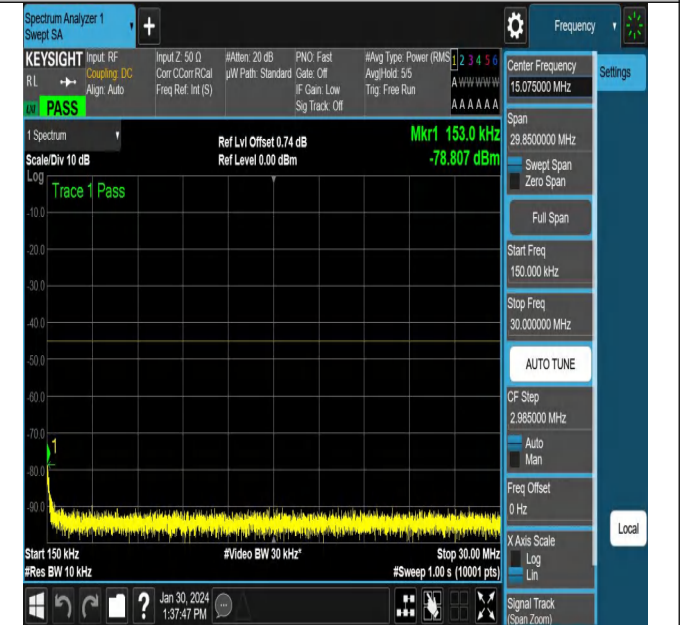 Spectrum Analyzer 1
Swept SA
Frequency
KEYSIGHT
RL
Input: RF
Coupling: DC
Align: Auto
Input Z: 50 Ω
Corr CCorr RCal
Freq Ref: Int (S)
#Atten: 20 dB
µW Path: Standard
PNO: Fast
Gate: Off
IF Gain: Low
Sig Track: Off
#Avg Type: Power (RMS
Avg|Hold: 5/5
Trig: Free Run
1 2 3 4 5 6
A W W W W W
A A A A A A
PASS
1 Spectrum
Scale/Div 10 dB
Ref Lvl Offset 0.74 dB
Ref Level 0.00 dBm
Mkr1 153.0 kHz
-78.807 dBm
Log
Trace 1 Pass
-10.0
-20.0
-30.0
-40.0
-50.0
-60.0
-70.0
-80.0
-90.0
1
Start 150 kHz
#Res BW 10 kHz
#Video BW 30 kHz*
Stop 30.00 MHz
#Sweep 1.00 s (10001 pts)
Jan 30, 2024
1:37:47 PM
Center Frequency
15.075000 MHz
Settings
Span
29.8500000 MHz
Swept Span
Zero Span
Full Span
Start Freq
150.000 kHz
Stop Freq
30.000000 MHz
AUTO TUNE
CF Step
2.985000 MHz
Auto
Man
Freq Offset
0 Hz
X Axis Scale
Log
Lin
Local
Signal Track
(Span Zoom)